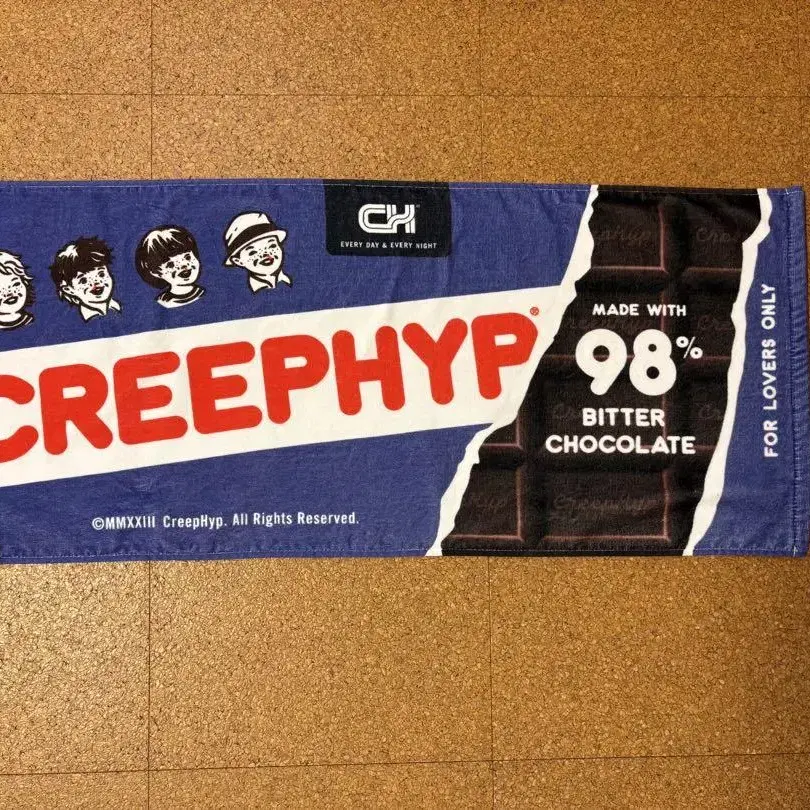 CH
EVERY DAY & EVERY NIGHT
CREEPHYP®
MADE WITH
98%
BITTER
CHOCOLATE
FOR LOVERS ONLY
©MMXXIII CreepHyp. All Rights Reserved.
CreepHyp